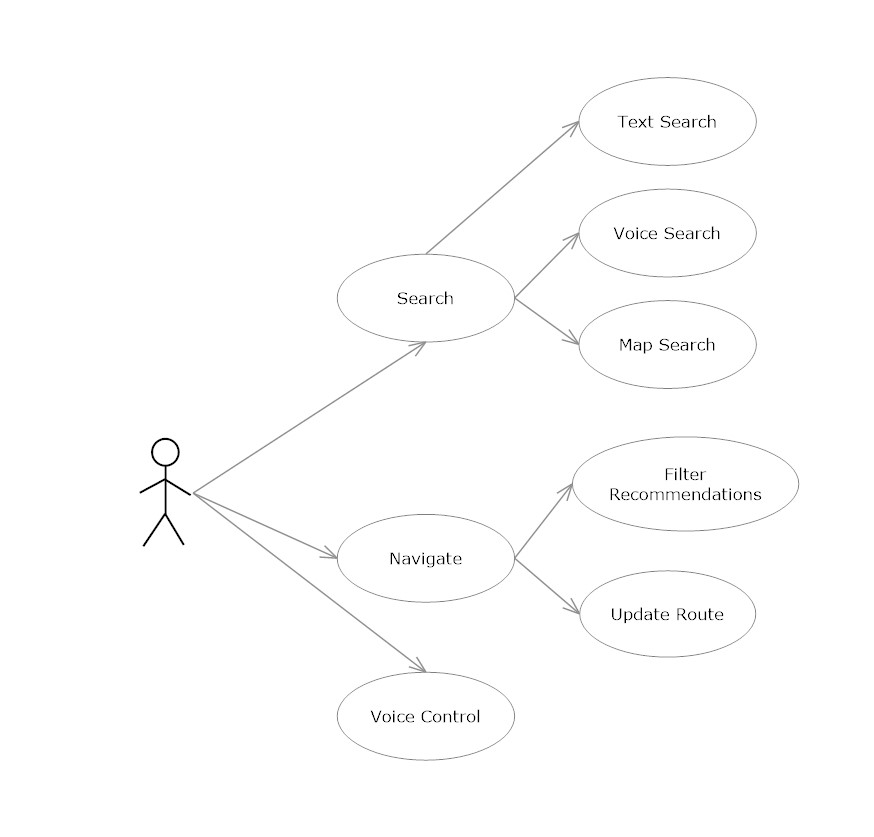 Text Search
Voice Search
Search
Map Search
Filter
Recommendations
Navigate
Update Route
Voice Control